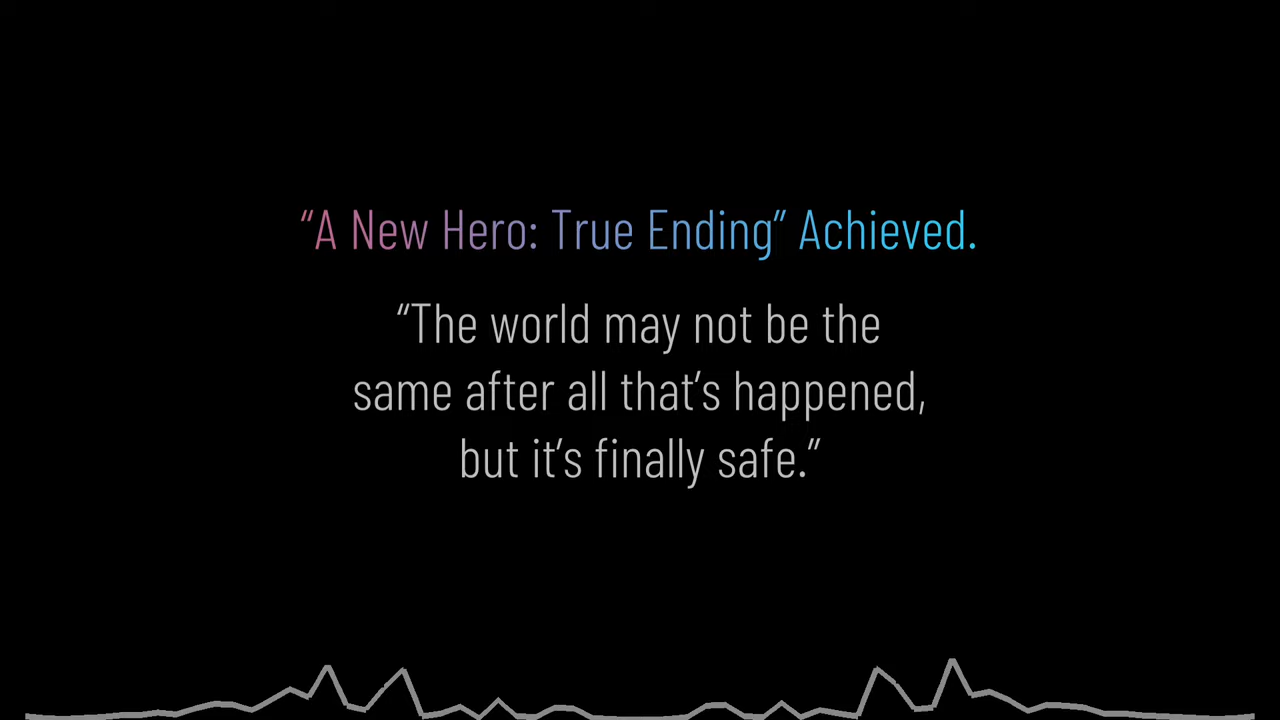 “A New Hero: True Ending” Achieved.
“The world may not be the
same after all that’s happened,
but it’s finally safe.”